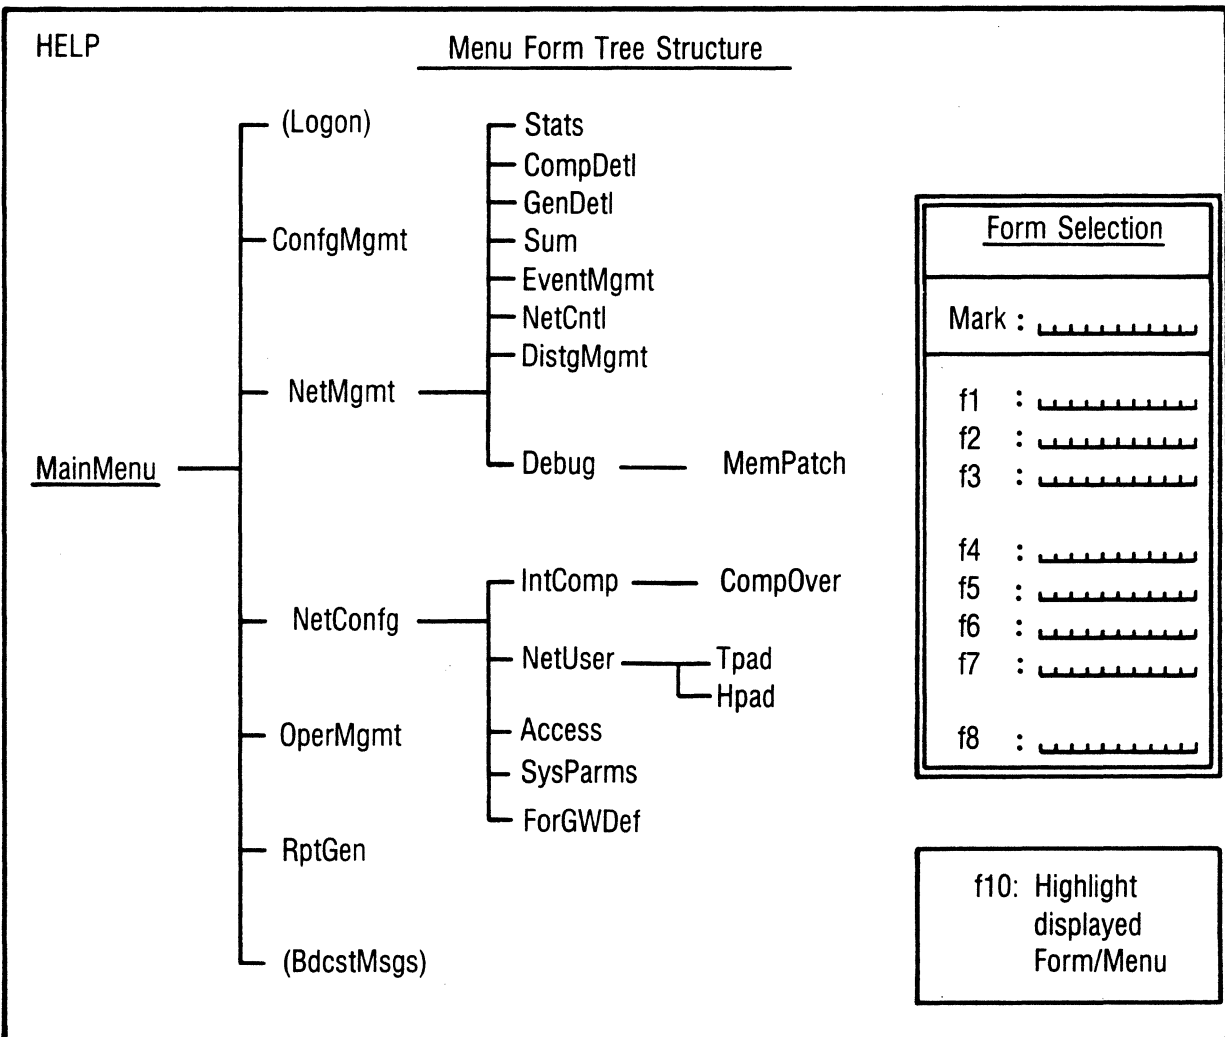 HELP
Menu Form Tree Structure
(Logon)
ConfgMgmt
NetMgmt
MainMenu
NetConfg
OperMgmt
RptGen
(BdcstMsgs)
Stats
CompDetl
GenDetl
Sum
EventMgmt
NetCntl
DistgMgmt
Debug
MemPatch
IntComp
CompOver
NetUser
Tpad
Hpad
Access
SysParms
ForGWDef
Form Selection
Mark :
f1 :
f2 :
f3 :
f4 :
f5 :
f6 :
f7 :
f8 :
f10: Highlight
displayed
Form/Menu